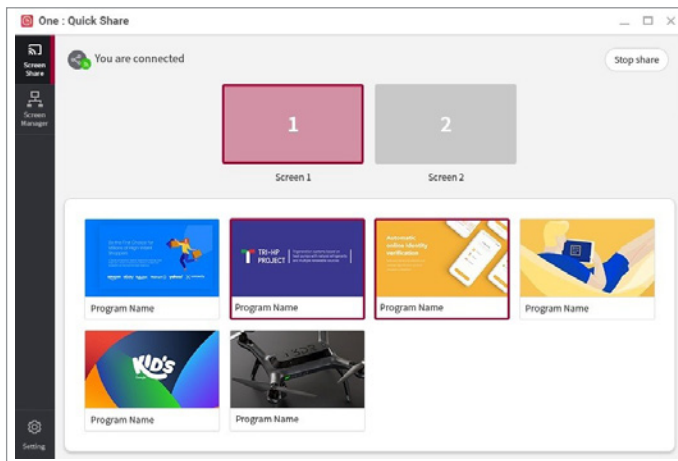 One : Quick Share
Screen
Share
You are connected
Stop share
Screen
Manager
1
2
Screen 1
Screen 2
TRI-HP
PROJECT
Automatic
online identity
verification
Program Name
Program Name
Program Name
Program Name
KID'S
Program Name
Program Name
Setting